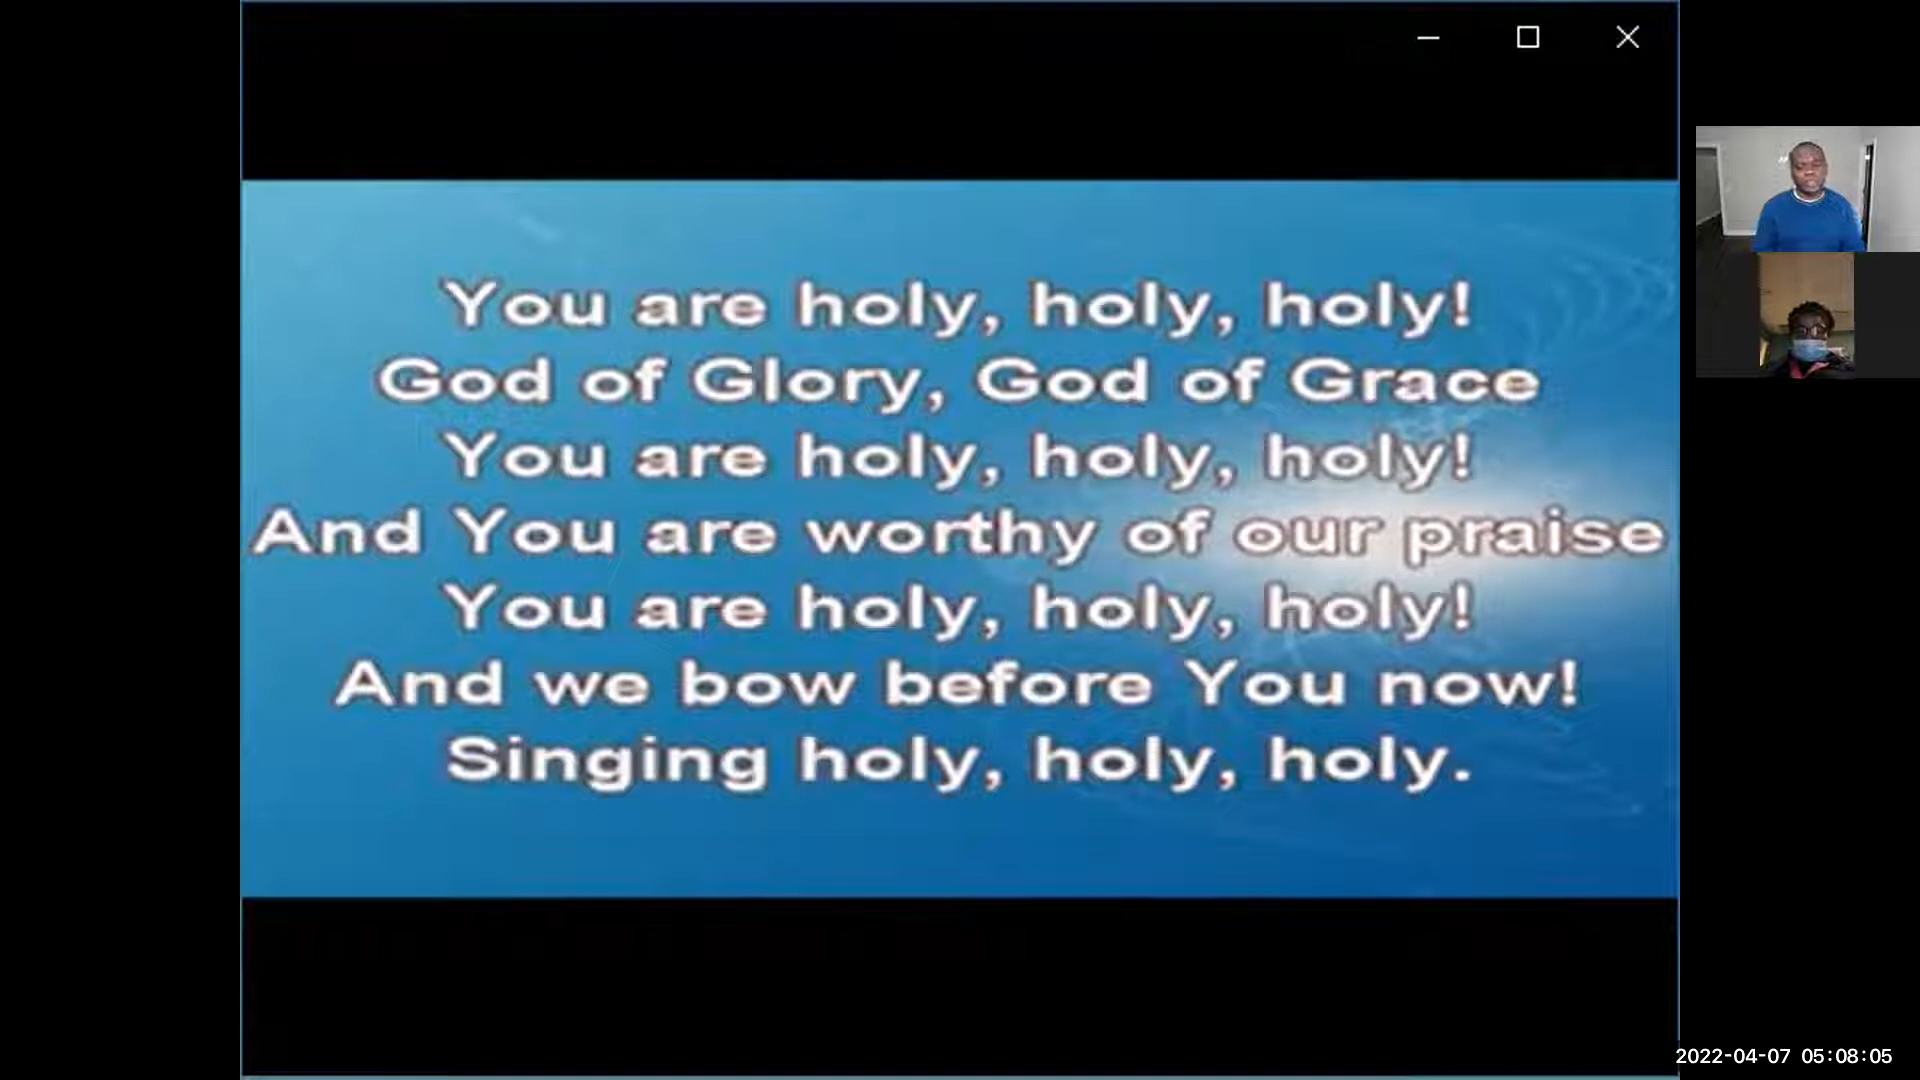 You are holy, holy, holy!
God of Glory, God of Grace
You are holy, holy, holy!
And You are worthy of our praise
You are holy, holy, holy!
And we bow before You now!
Singing holy, holy, holy.
2022-04-07 05:08:05